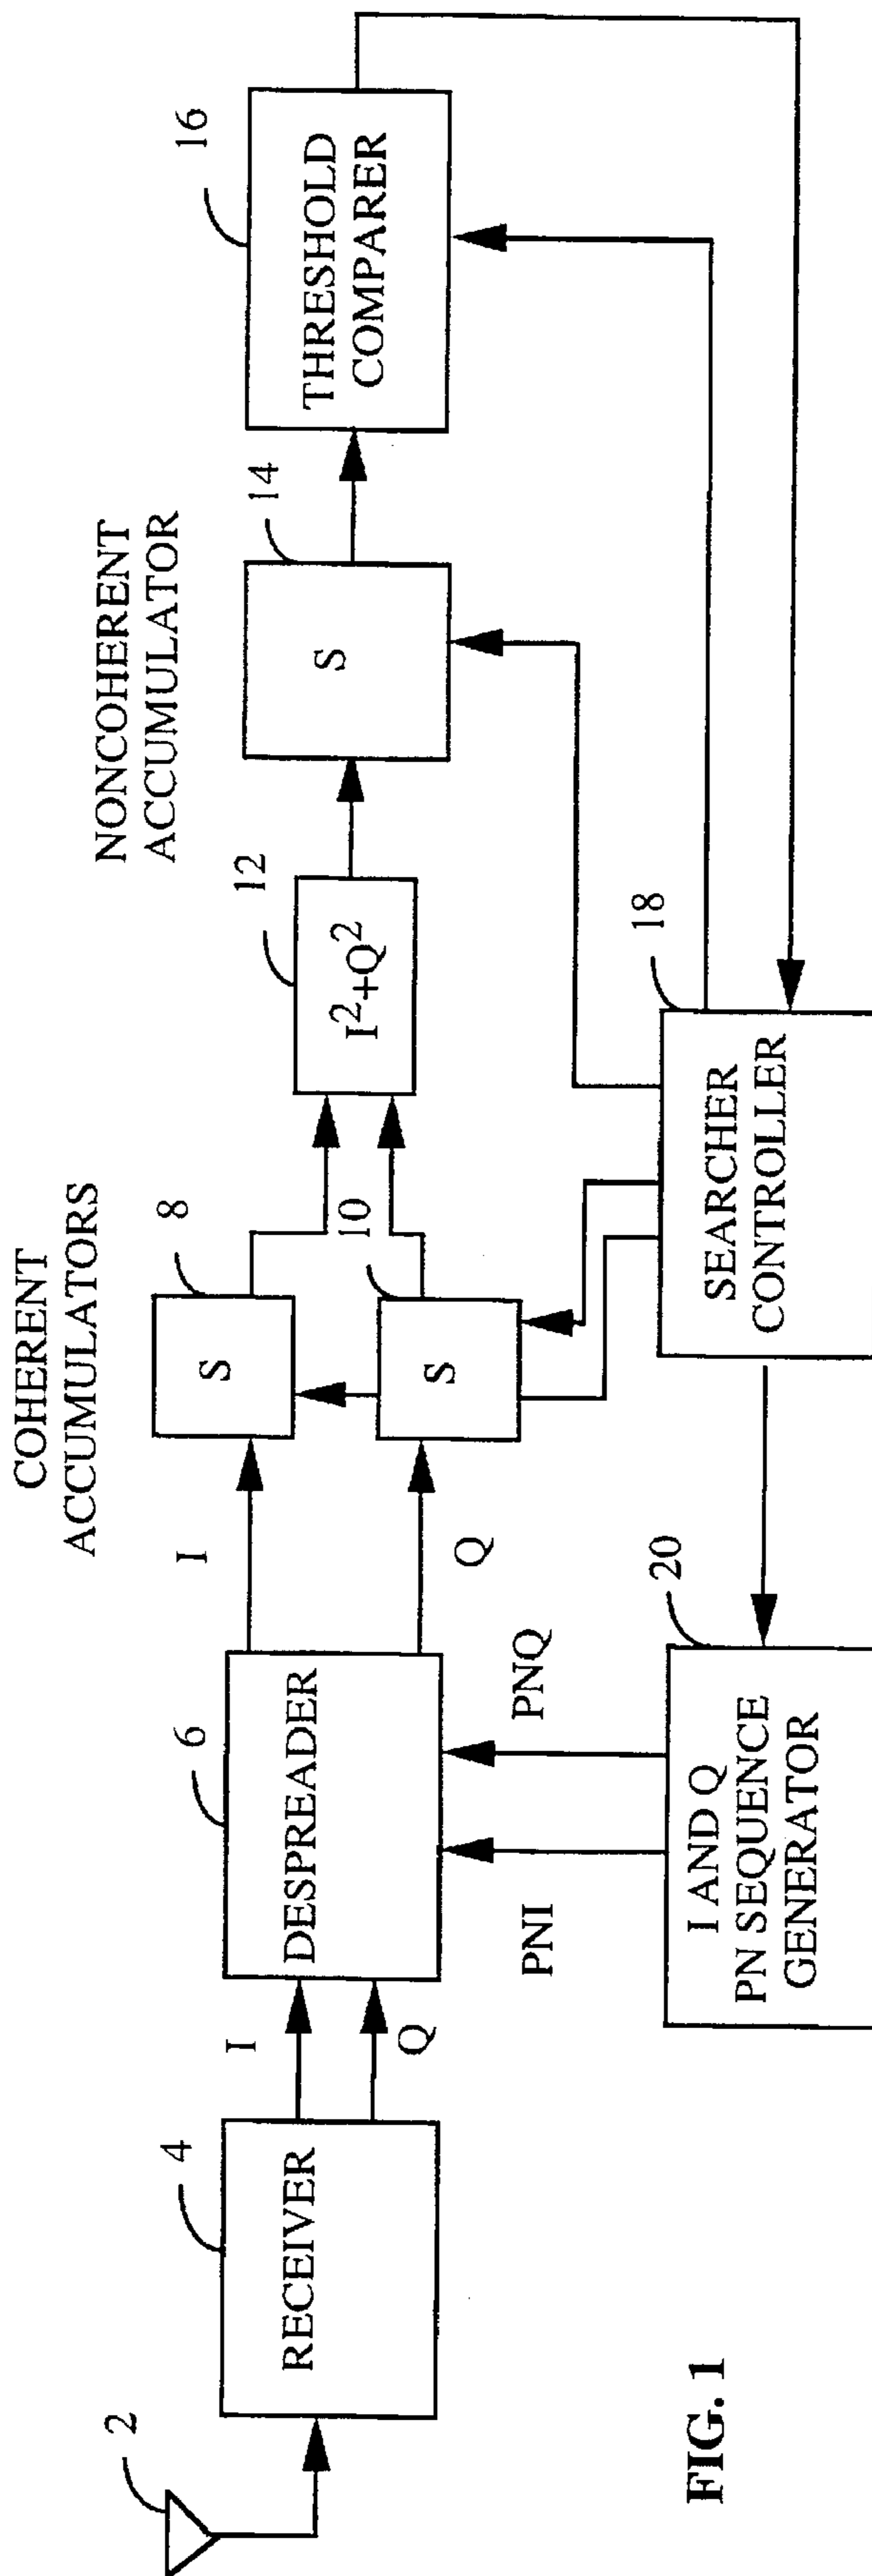 COHERENT
ACCUMULATORS
NONCOHERENT
ACCUMULATOR
2
4
RECEIVER
I
Q
6
DESPREADER
I
Q
8
S
10
S
12
I²+Q²
14
S
16
THRESHOLD
COMPARER
PNI
PNQ
20
I AND Q
PN SEQUENCE
GENERATOR
18
SEARCHER
CONTROLLER
FIG. 1